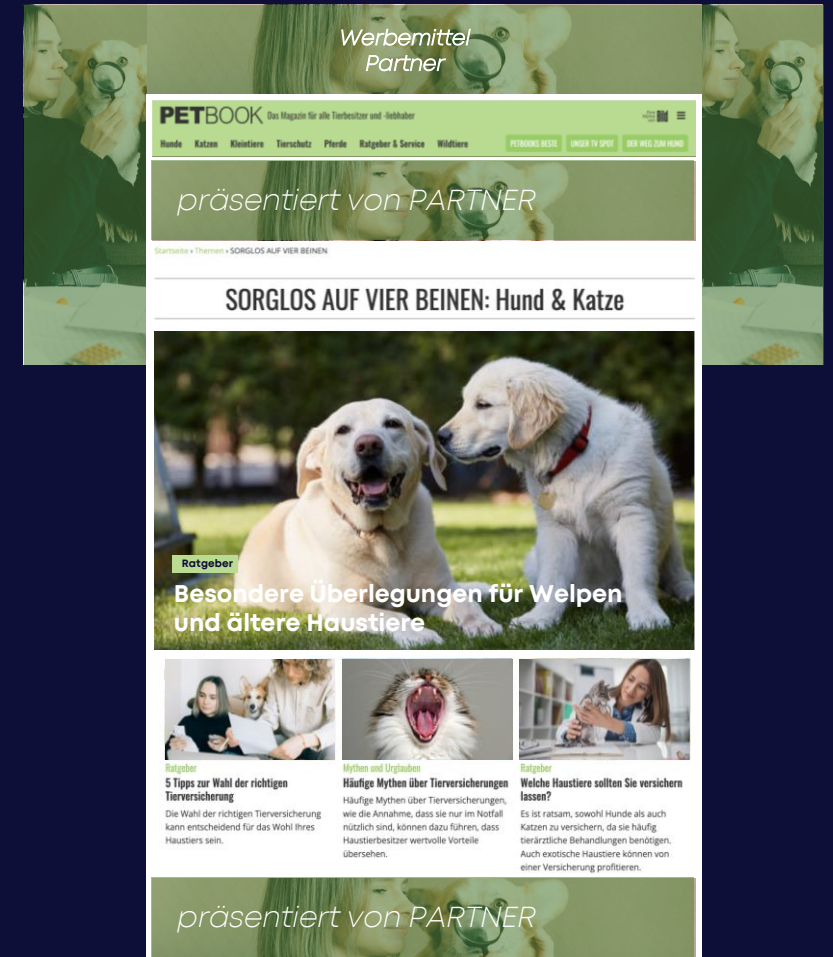 Werbemittel
Partner
PETBOOK Das Magazin für alle Tierbesitzer und -liebhaber
Hunde Katzen Kleintiere Tierschutz Pferde Ratgeber & Service Wildtiere PETBOOKS BESTE UNSER TV SPOT DER WEG ZUM HUND
präsentiert von PARTNER
Startseite › Themen › SORGLOS AUF VIER BEINEN
SORGLOS AUF VIER BEINEN: Hund & Katze
Ratgeber
Besondere Überlegungen für Welpen
und ältere Haustiere
Ratgeber
5 Tipps zur Wahl der richtigen
Tierversicherung
Die Wahl der richtigen Tierversicherung
kann entscheidend für das Wohl Ihres
Haustiers sein.
Mythen und Urglauben
Häufige Mythen über Tierversicherungen
Häufige Mythen über Tierversicherungen,
wie die Annahme, dass sie nur im Notfall
nützlich sind, können dazu führen, dass
Haustierbesitzer wertvolle Vorteile
übersehen.
Ratgeber
Welche Haustiere sollten Sie versichern
lassen?
Es ist ratsam, sowohl Hunde als auch
Katzen zu versichern, da sie häufig
tierärztliche Behandlungen benötigen.
Auch exotische Haustiere können von
einer Versicherung profitieren.
präsentiert von PARTNER